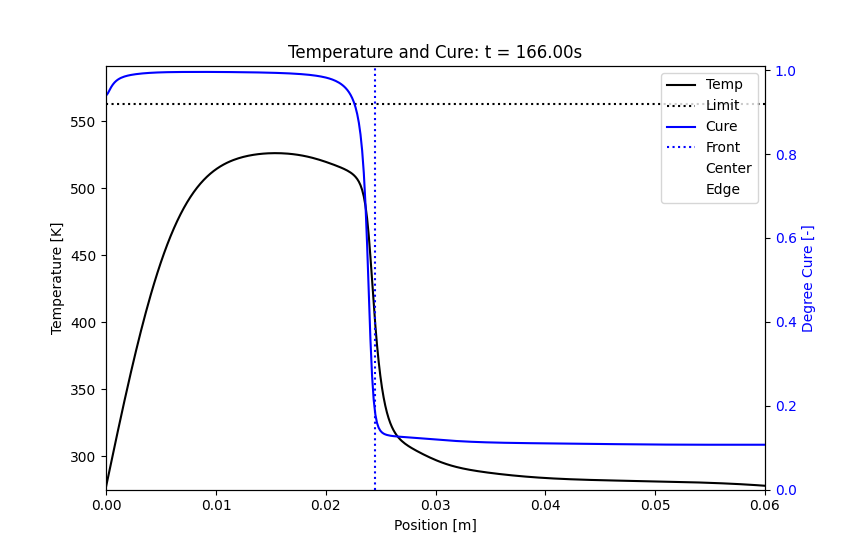 Temperature and Cure: t = 166.00s
Temp
Limit
Cure
Front
Center
Edge
550
500
450
400
350
300
Temperature [K]
1.0
0.8
0.6
0.4
0.2
0.0
Degree Cure [-]
0.00
0.01
0.02
0.03
0.04
0.05
0.06
Position [m]